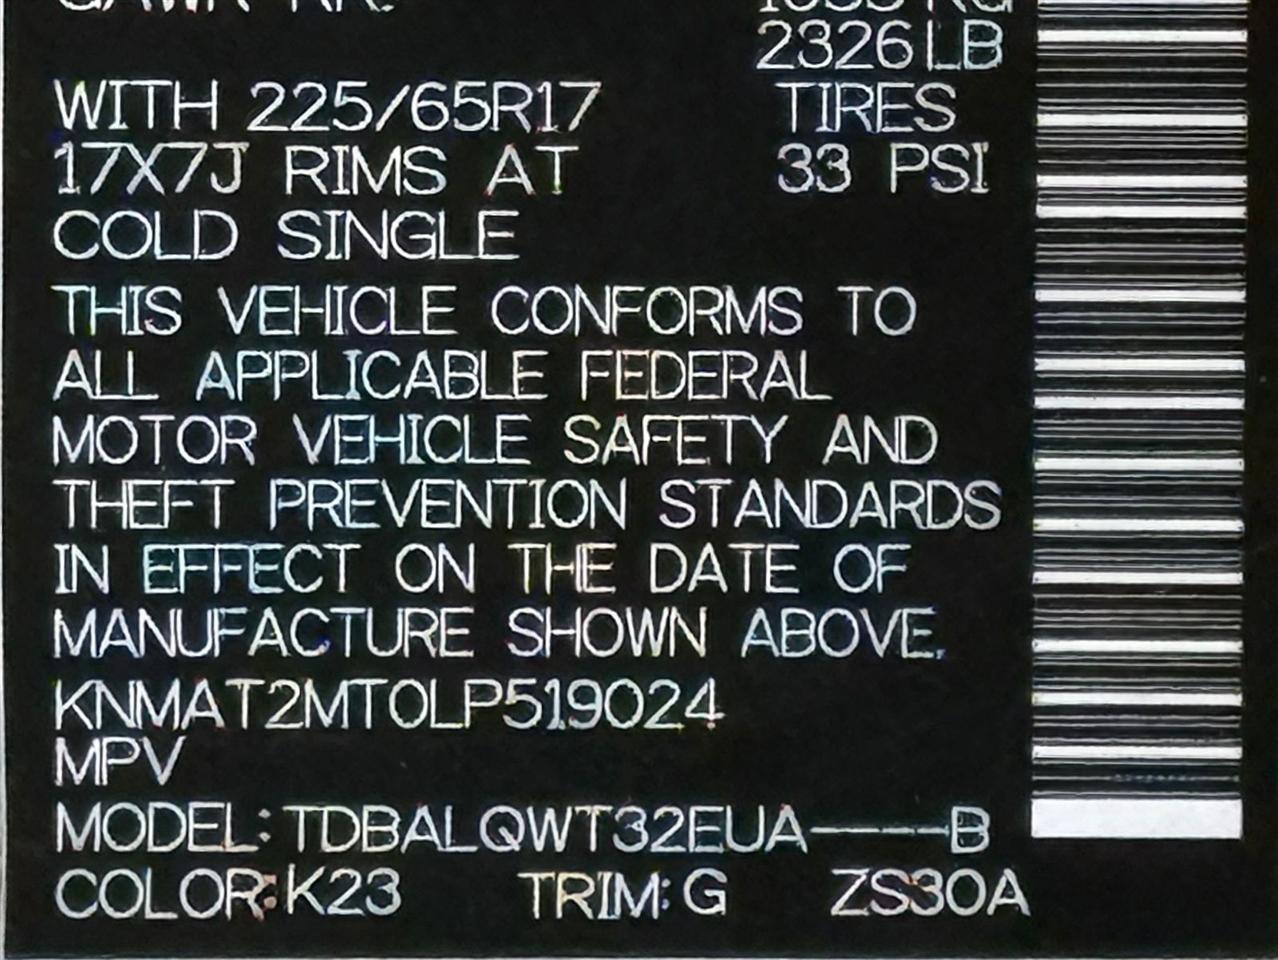 GAWR RR:
2326 LB
WITH 225/65R17 TIRES
17X7J RIMS AT 33 PSI
COLD SINGLE
THIS VEHICLE CONFORMS TO
ALL APPLICABLE FEDERAL
MOTOR VEHICLE SAFETY AND
THEFT PREVENTION STANDARDS
IN EFFECT ON THE DATE OF
MANUFACTURE SHOWN ABOVE.
KNMAT2MT0LP519024
MPV
MODEL: TDBALQWT32EUA----B
COLOR: K23 TRIM: G ZS30A